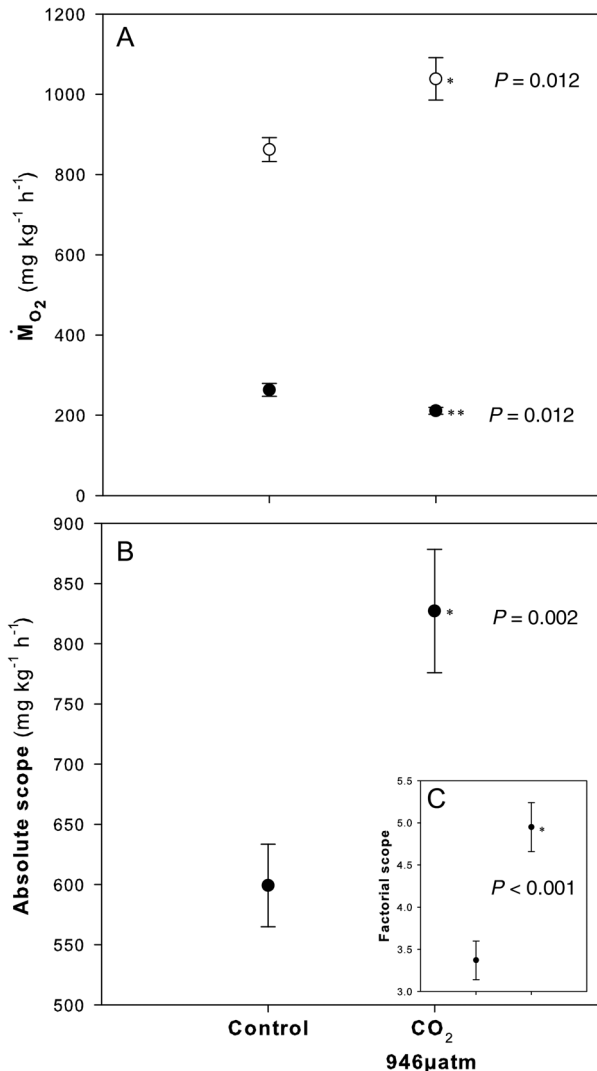 A
1200
1000
800
600
400
200
0
ṀO₂ (mg kg⁻¹ h⁻¹)
* P = 0.012
** P = 0.012
B
900
850
800
750
700
650
600
550
500
Absolute scope (mg kg⁻¹ h⁻¹)
* P = 0.002
C
5.5
5.0
4.5
4.0
3.5
3.0
Factorial scope
*
P < 0.001
Control CO₂
946µatm